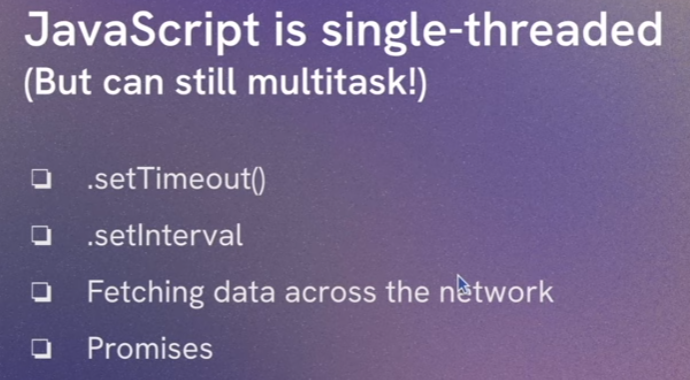 JavaScript is single-threaded
(But can still multitask!)
.setTimeout()
.setInterval
Fetching data across the network
Promises